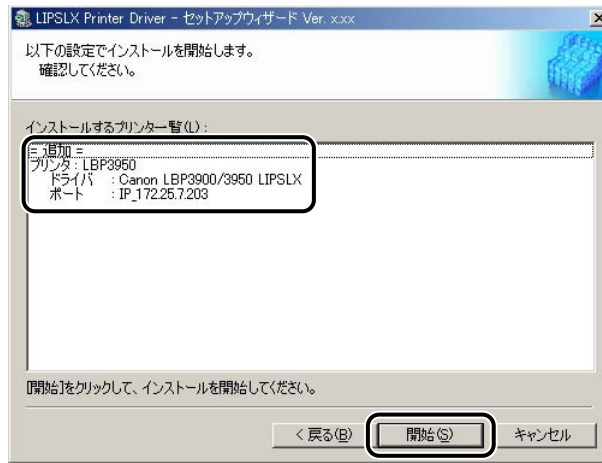 LIPSLX Printer Driver - セットアップウィザード Ver. x.xx
以下の設定でインストールを開始します。
確認してください。
インストールするプリンター覧(L):
= 追加 =
プリンタ : LBP3950
ドライバ : Canon LBP3900/3950 LIPSLX
ポート : IP_172.25.7.203
[開始]をクリックして、インストールを開始してください。
< 戻る(B)
開始(S)
キャンセル